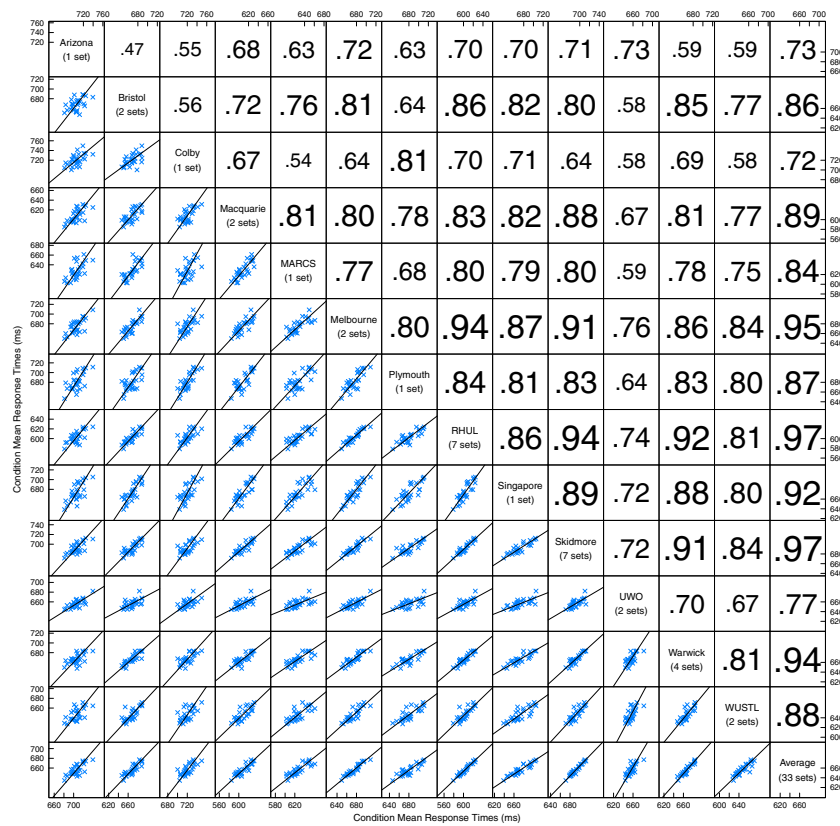 720 760 680 720 760 620 660 640 680 680 720 680 720 600 640 680 720 700 740 660 700 680 720 660 700 660 700
760
740
720
Arizona
(1 set)
.47 .55 .68 .63 .72 .63 .70 .70 .71 .73 .59 .59 .73
720
700
680
Bristol
(2 sets)
.56 .72 .76 .81 .64 .86 .82 .80 .58 .85 .77 .86
760
740
720
Colby
(1 set)
.67 .54 .64 .81 .70 .71 .64 .58 .69 .58 .72
660
640
620
Macquarie
(2 sets)
.81 .80 .78 .83 .82 .88 .67 .81 .77 .89
680
660
640
MARCS
(1 set)
.77 .68 .80 .79 .80 .59 .78 .75 .84
720
700
680
Melbourne
(2 sets)
.80 .94 .87 .91 .76 .86 .84 .95
720
700
680
Plymouth
(1 set)
.84 .81 .83 .64 .83 .80 .87
640
620
600
RHUL
(7 sets)
.86 .94 .74 .92 .81 .97
720
700
680
Singapore
(1 set)
.89 .72 .88 .80 .92
740
720
700
Skidmore
(7 sets)
.72 .91 .84 .97
700
680
660
UWO
(2 sets)
.70 .67 .77
720
700
680
Warwick
(4 sets)
.81 .94
700
680
660
640
WUSTL
(2 sets)
.88
700
680
660
Average
(33 sets)
660 700 620 660 680 720 560 600 580 620 640 680 640 680 560 600 620 660 640 680 620 660 620 660 600 640 620 660
Condition Mean Response Times (ms)
Condition Mean Response Times (ms)